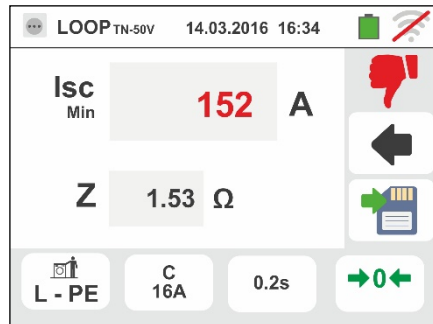 LOOP TN-50V 14.03.2016 16:34
Isc
Min
152 A
Z 1.53 Ω
L - PE
C
16A
0.2s
→0←